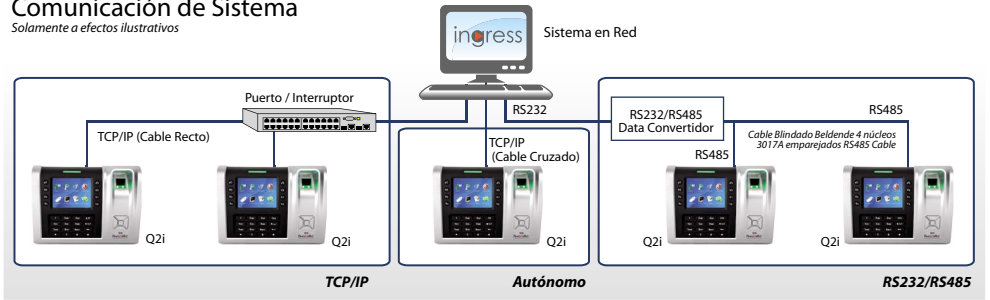 Comunicación de Sistema
Solamente a efectos ilustrativos
ingress
Sistema en Red
Puerto / Interruptor
TCP/IP (Cable Recto)
Q2i
Q2i
TCP/IP
TCP/IP
(Cable Cruzado)
Q2i
Autónomo
RS232
RS232/RS485
Data Convertidor
RS485
Cable Blindado Beldende 4 núcleos
3017A emparejados RS485 Cable
RS485
Q2i
Q2i
RS232/RS485